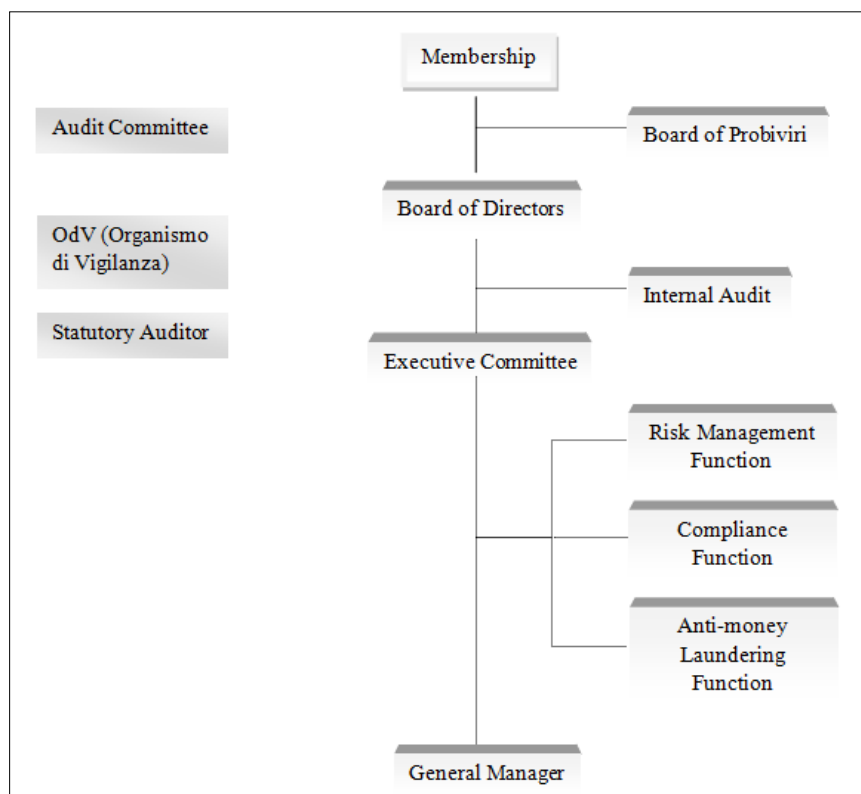 Membership
Audit Committee
Board of Probiviri
Board of Directors
OdV (Organismo
di Vigilanza)
Internal Audit
Statutory Auditor
Executive Committee
Risk Management
Function
Compliance
Function
Anti-money
Laundering
Function
General Manager